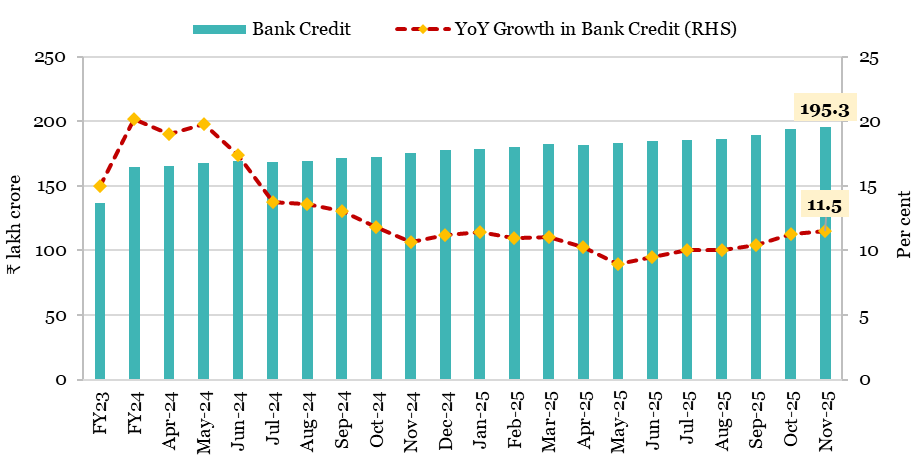 Bank Credit
YoY Growth in Bank Credit (RHS)
250
200
150
100
50
0
₹ lakh crore
25
20
15
10
5
0
Per cent
195.3
11.5
FY23
FY24
Apr-24
May-24
Jun-24
Jul-24
Aug-24
Sep-24
Oct-24
Nov-24
Dec-24
Jan-25
Feb-25
Mar-25
Apr-25
May-25
Jun-25
Jul-25
Aug-25
Sep-25
Oct-25
Nov-25